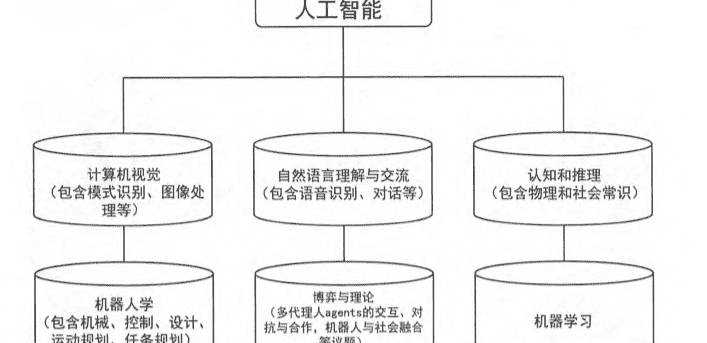 人工智能
计算机视觉
（包含模式识别、图像处
理等）
自然语言理解与交流
（包含语音识别、对话等）
认知和推理
（包含物理和社会常识）
机器人学
（包含机械、控制、设计、
运动规划、任务规划）
博弈与理论
（多代理人agents的交互、对
抗与合作，机器人与社会融合
等议题）
机器学习